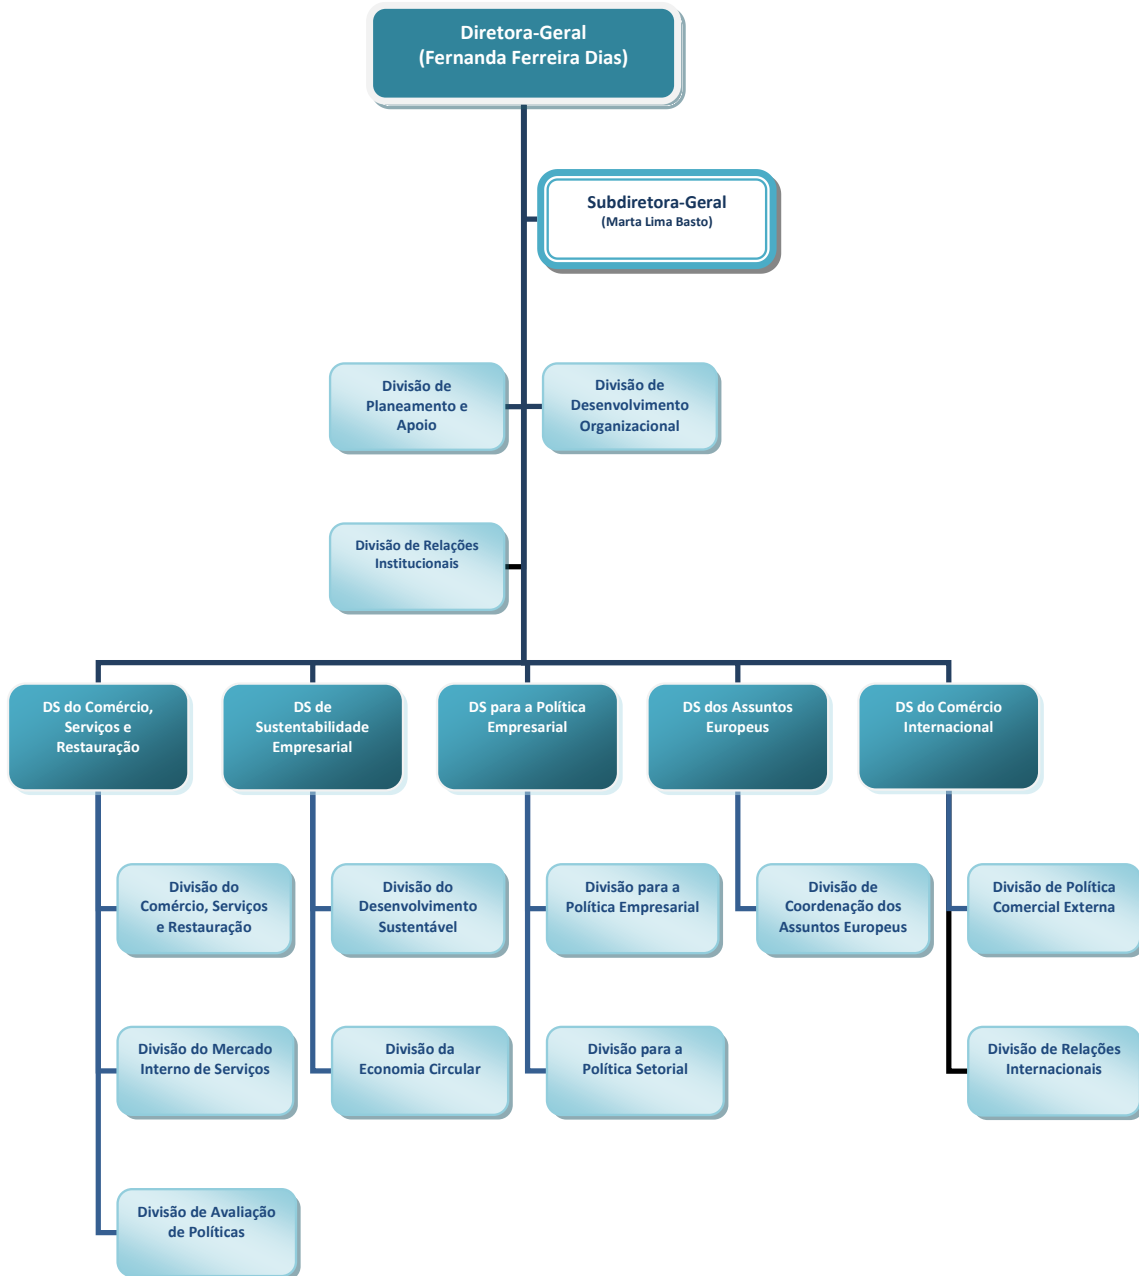 Diretora-Geral
(Fernanda Ferreira Dias)
Subdiretora-Geral
(Marta Lima Basto)
Divisão de
Planeamento e
Apoio
Divisão de
Desenvolvimento
Organizacional
Divisão de Relações
Institucionais
DS do Comércio,
Serviços e
Restauração
DS de
Sustentabilidade
Empresarial
DS para a Política
Empresarial
DS dos Assuntos
Europeus
DS do Comércio
Internacional
Divisão do
Comércio, Serviços
e Restauração
Divisão do
Desenvolvimento
Sustentável
Divisão para a
Política Empresarial
Divisão de
Coordenação dos
Assuntos Europeus
Divisão de Política
Comercial Externa
Divisão do Mercado
Interno de Serviços
Divisão da
Economia Circular
Divisão para a
Política Setorial
Divisão de Relações
Internacionais
Divisão de Avaliação
de Políticas